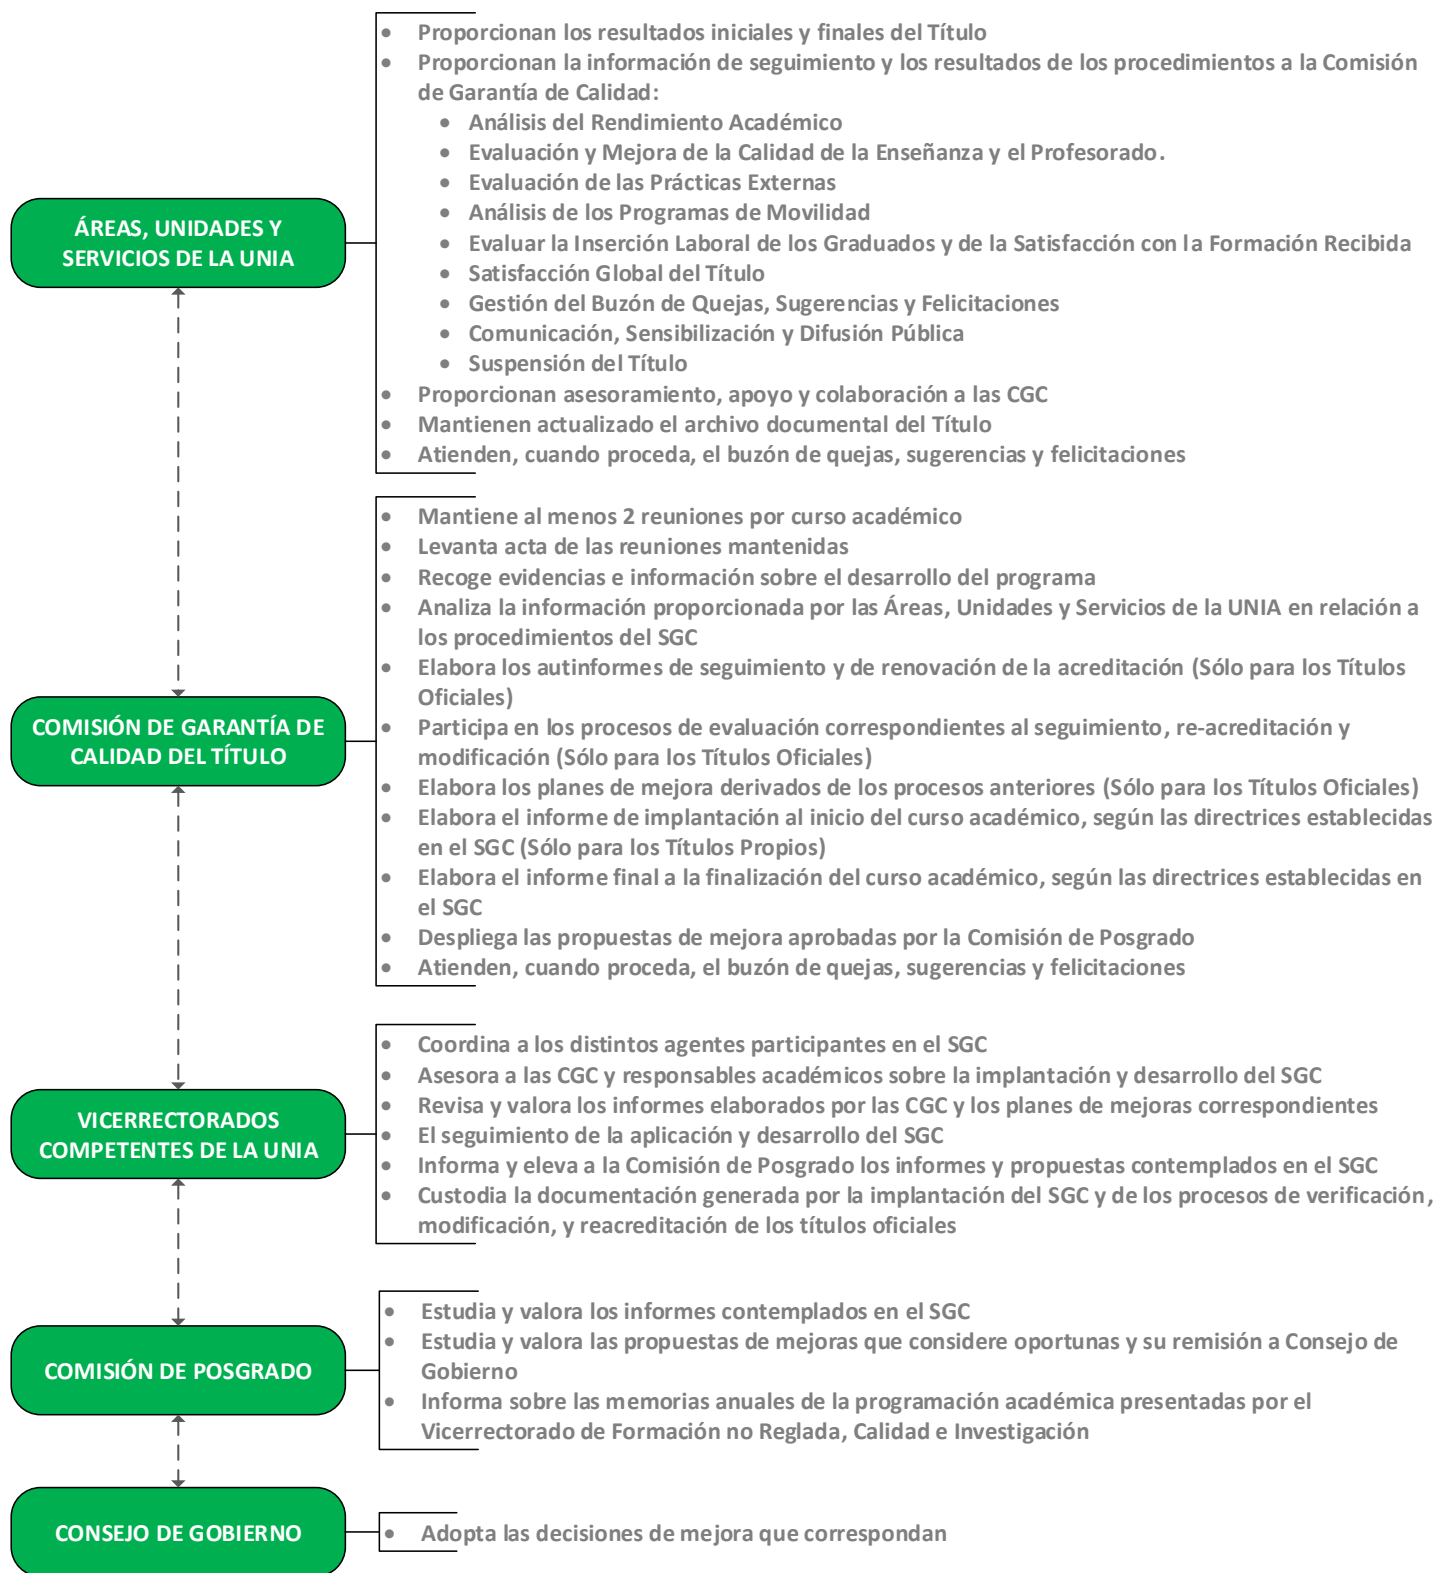 • Proporcionan los resultados iniciales y finales del Título
• Proporcionan la información de seguimiento y los resultados de los procedimientos a la Comisión
de Garantía de Calidad:
• Análisis del Rendimiento Académico
• Evaluación y Mejora de la Calidad de la Enseñanza y el Profesorado.
• Evaluación de las Prácticas Externas
• Análisis de los Programas de Movilidad
• Evaluar la Inserción Laboral de los Graduados y de la Satisfacción con la Formación Recibida
• Satisfacción Global del Título
• Gestión del Buzón de Quejas, Sugerencias y Felicitaciones
• Comunicación, Sensibilización y Difusión Pública
• Suspensión del Título
• Proporcionan asesoramiento, apoyo y colaboración a las CGC
• Mantienen actualizado el archivo documental del Título
• Atienden, cuando proceda, el buzón de quejas, sugerencias y felicitaciones
ÁREAS, UNIDADES Y
SERVICIOS DE LA UNIA
• Mantiene al menos 2 reuniones por curso académico
• Levanta acta de las reuniones mantenidas
• Recoge evidencias e información sobre el desarrollo del programa
• Analiza la información proporcionada por las Áreas, Unidades y Servicios de la UNIA en relación a
los procedimientos del SGC
• Elabora los autinformes de seguimiento y de renovación de la acreditación (Sólo para los Títulos
Oficiales)
• Participa en los procesos de evaluación correspondientes al seguimiento, re-acreditación y
modificación (Sólo para los Títulos Oficiales)
• Elabora los planes de mejora derivados de los procesos anteriores (Sólo para los Títulos Oficiales)
• Elabora el informe de implantación al inicio del curso académico, según las directrices establecidas
en el SGC (Sólo para los Títulos Propios)
• Elabora el informe final a la finalización del curso académico, según las directrices establecidas en
el SGC
• Despliega las propuestas de mejora aprobadas por la Comisión de Posgrado
• Atienden, cuando proceda, el buzón de quejas, sugerencias y felicitaciones
COMISIÓN DE GARANTÍA DE
CALIDAD DEL TÍTULO
• Coordina a los distintos agentes participantes en el SGC
• Asesora a las CGC y responsables académicos sobre la implantación y desarrollo del SGC
• Revisa y valora los informes elaborados por las CGC y los planes de mejoras correspondientes
• El seguimiento de la aplicación y desarrollo del SGC
• Informa y eleva a la Comisión de Posgrado los informes y propuestas contemplados en el SGC
• Custodia la documentación generada por la implantación del SGC y de los procesos de verificación,
modificación, y reacreditación de los títulos oficiales
VICERRECTORADOS
COMPETENTES DE LA UNIA
• Estudia y valora los informes contemplados en el SGC
• Estudia y valora las propuestas de mejoras que considere oportunas y su remisión a Consejo de
Gobierno
• Informa sobre las memorias anuales de la programación académica presentadas por el
Vicerrectorado de Formación no Reglada, Calidad e Investigación
COMISIÓN DE POSGRADO
• Adopta las decisiones de mejora que correspondan
CONSEJO DE GOBIERNO